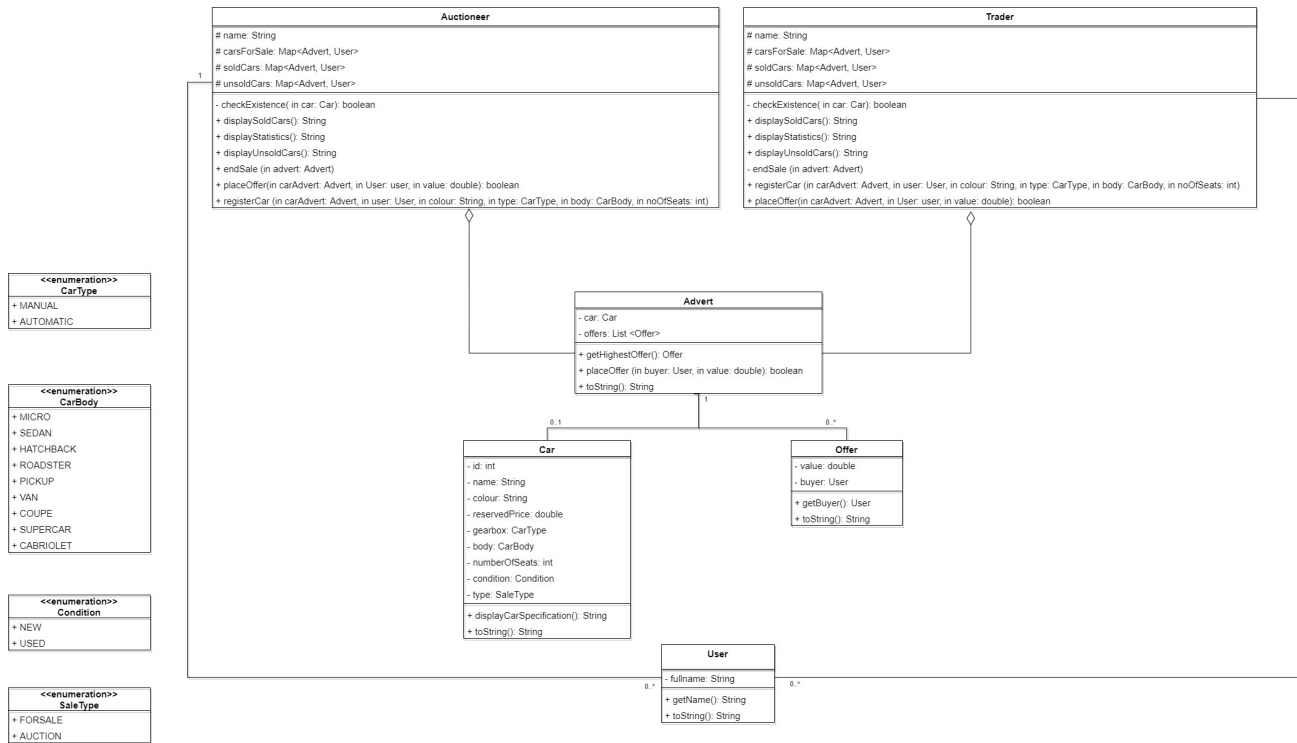 Auctioneer
# name: String
# carsForSale: Map<Advert, User>
# soldCars: Map<Advert, User>
# unsoldCars: Map<Advert, User>
- checkExistence( in car: Car): boolean
+ displaySoldCars(): String
+ displayStatistics(): String
+ displayUnsoldCars(): String
+ endSale (in advert: Advert)
+ placeOffer(in carAdvert: Advert, in User: user, in value: double): boolean
+ registerCar (in carAdvert: Advert, in user: User, in colour: String, in type: CarType, in body: CarBody, in noOfSeats: int)
1
Trader
# name: String
# carsForSale: Map<Advert, User>
# soldCars: Map<Advert, User>
# unsoldCars: Map<Advert, User>
- checkExistence( in car: Car): boolean
+ displaySoldCars(): String
+ displayStatistics(): String
+ displayUnsoldCars(): String
- endSale (in advert: Advert)
+ registerCar (in carAdvert: Advert, in user: User, in colour: String, in type: CarType, in body: CarBody, in noOfSeats: int)
+ placeOffer(in carAdvert: Advert, in User: user, in value: double): boolean
<<enumeration>>
CarType
+ MANUAL
+ AUTOMATIC
Advert
- car: Car
- offers: List <Offer>
+ getHighestOffer(): Offer
+ placeOffer (in buyer: User, in value: double): boolean
+ toString(): String
1
0..1
0..*
<<enumeration>>
CarBody
+ MICRO
+ SEDAN
+ HATCHBACK
+ ROADSTER
+ PICKUP
+ VAN
+ COUPE
+ SUPERCAR
+ CABRIOLET
Car
- id: int
- name: String
- colour: String
- reservedPrice: double
- gearbox: CarType
- body: CarBody
- numberOfSeats: int
- condition: Condition
- type: SaleType
+ displayCarSpecification(): String
+ toString(): String
Offer
- value: double
- buyer: User
+ getBuyer(): User
+ toString(): String
<<enumeration>>
Condition
+ NEW
+ USED
<<enumeration>>
SaleType
+ FORSALE
+ AUCTION
User
- fullname: String
+ getName(): String
+ toString(): String
0..*
0..*